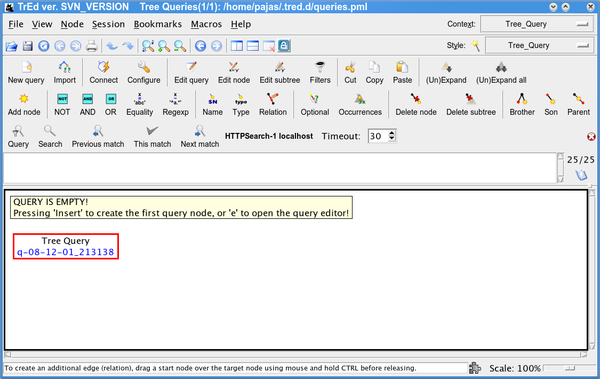 TrEd ver. SVN_VERSION Tree Queries(1/1): /home/pajas/.tred.d/queries.pml
File View Node Session Bookmarks Macros Help Context: Tree_Query
Style: Tree_Query
New query Import Connect Configure Edit query Edit node Edit subtree Filters Cut Copy Paste (Un)Expand (Un)Expand all
NOT AND OR "abc" ^a.*
SN type
Add node NOT AND OR Equality Regexp Name Type Relation Optional Occurrences Delete node Delete subtree Brother Son Parent
Query Search Previous match This match Next match HTTPSearch-1 localhost Timeout: 30
25/25
QUERY IS EMPTY!
Pressing 'Insert' to create the first query node, or 'e' to open the query editor!
Tree Query
q-08-12-01_213138
To create an additional edge (relation), drag a start node over the target node using mouse and hold CTRL before releasing. Scale: 100%